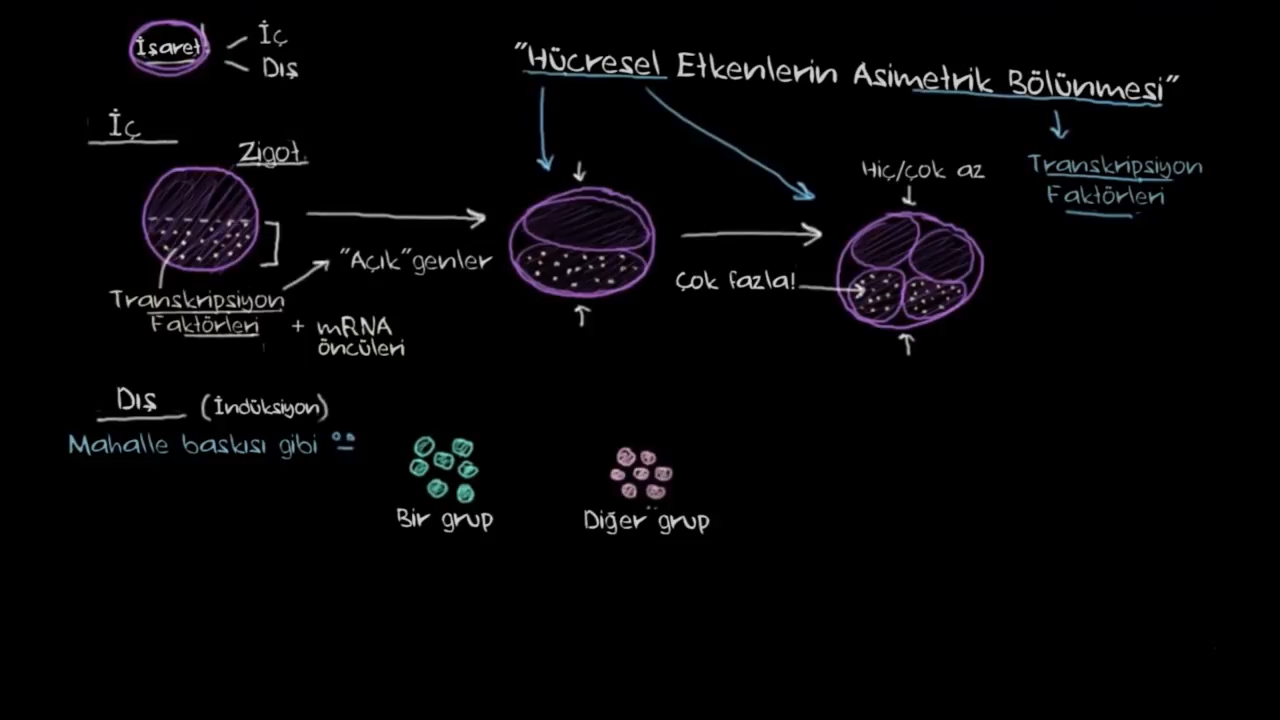 İşaret
İç
Dış
"Hücresel Etkenlerin Asimetrik Bölünmesi"
İç
Zigot
Transkripsiyon
Faktörleri
Hiç/çok az
"Açık" genler
Çok fazla!
Transkripsiyon
Faktörleri
+ mRNA
öncüleri
Dış (İndüksiyon)
Mahalle baskısı gibi
Bir grup
Diğer grup